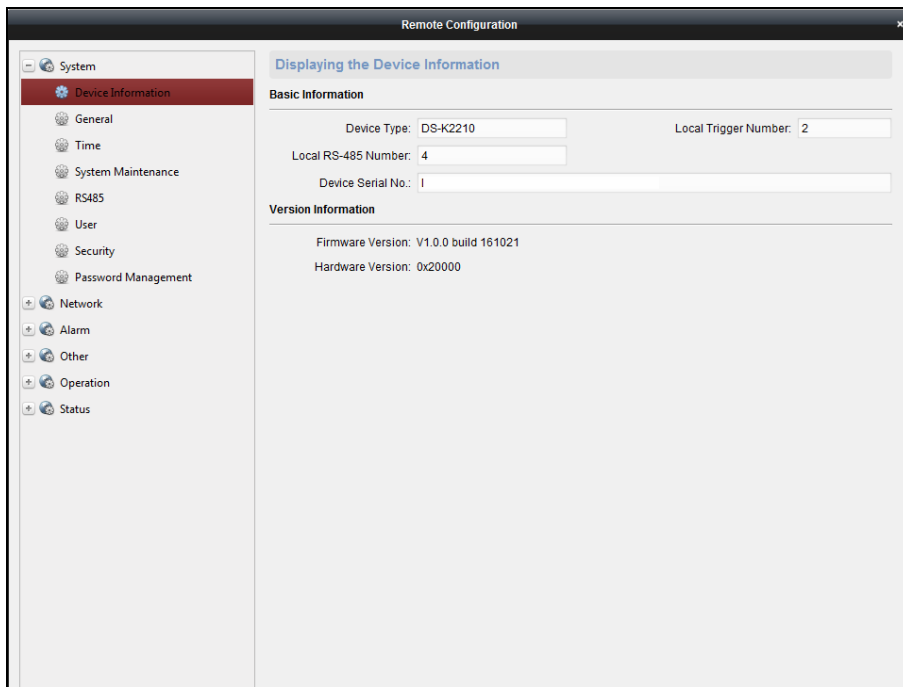 Remote Configuration
×
System
Device Information
General
Time
System Maintenance
RS485
User
Security
Password Management
Network
Alarm
Other
Operation
Status
Displaying the Device Information
Basic Information
Device Type: DS-K2210
Local Trigger Number: 2
Local RS-485 Number: 4
Device Serial No.: I
Version Information
Firmware Version: V1.0.0 build 161021
Hardware Version: 0x20000